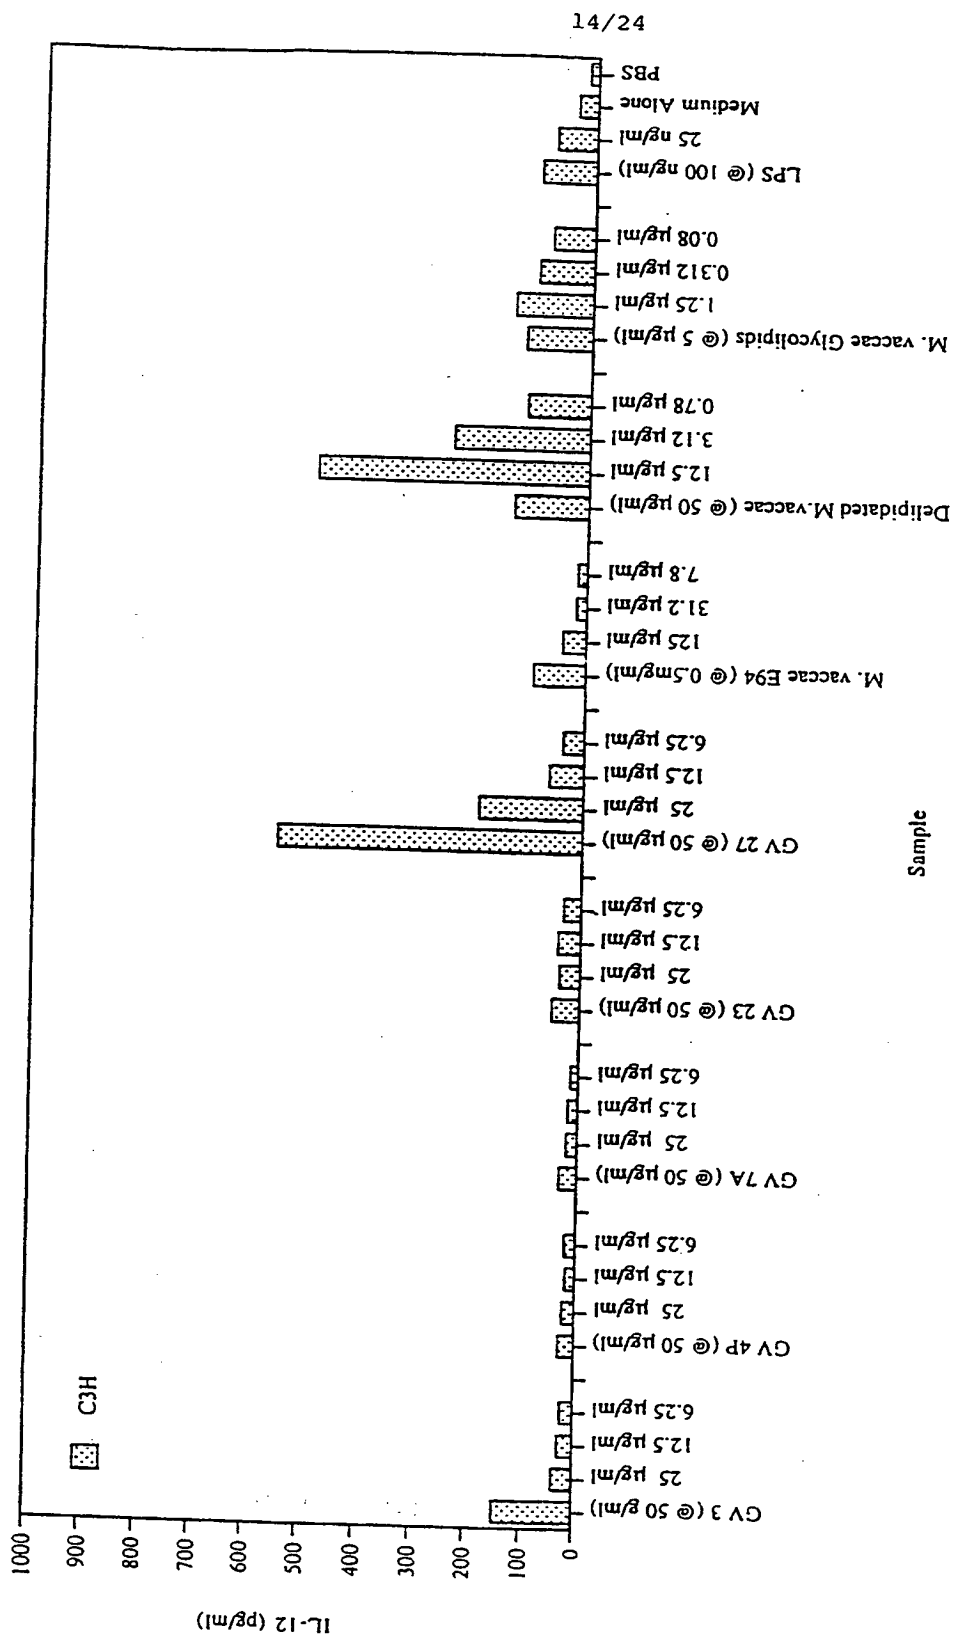 14/24
IL-12 (pg/ml)
1000
900
800
700
600
500
400
300
200
100
0
C3H
GV 3 (@ 50 g/ml)
25 µg/ml
12.5 µg/ml
6.25 µg/ml
GV 4P (@ 50 µg/ml)
25 µg/ml
12.5 µg/ml
6.25 µg/ml
GV 7A (@ 50 µg/ml)
25 µg/ml
12.5 µg/ml
6.25 µg/ml
GV 23 (@ 50 µg/ml)
25 µg/ml
12.5 µg/ml
6.25 µg/ml
GV 27 (@ 50 µg/ml)
25 µg/ml
12.5 µg/ml
6.25 µg/ml
M. vaccae E94 (@ 0.5mg/ml)
125 µg/ml
31.2 µg/ml
7.8 µg/ml
Delipidated M.vaccae (@ 50 µg/ml)
12.5 µg/ml
3.12 µg/ml
0.78 µg/ml
M. vaccae Glycolipids (@ 5 µg/ml)
1.25 µg/ml
0.312 µg/ml
0.08 µg/ml
LPS (@ 100 ng/ml)
25 ng/ml
Medium Alone
PBS
Sample